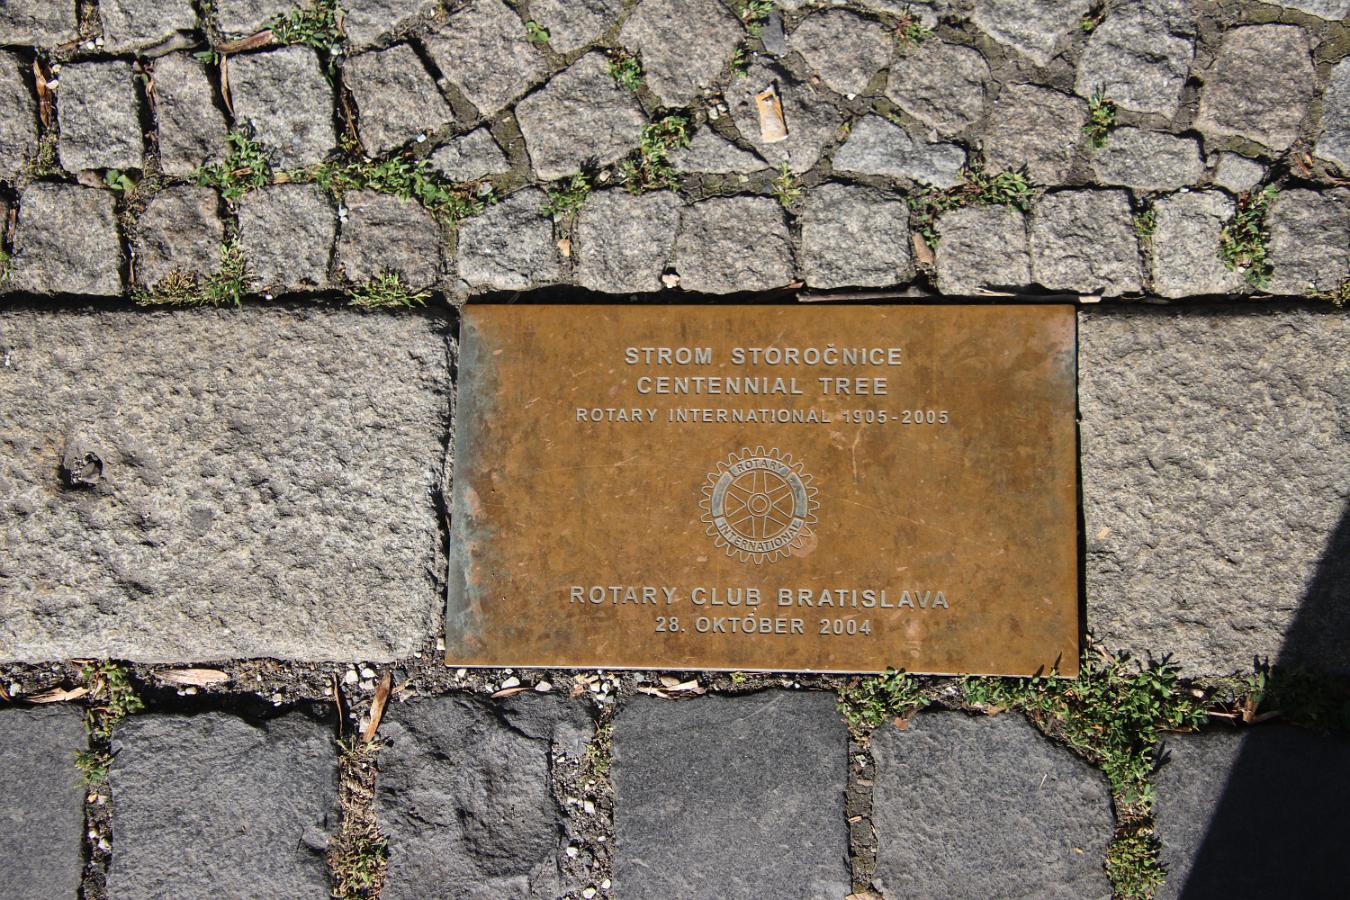 STROM STOROČNICE
CENTENNIAL TREE
ROTARY INTERNATIONAL 1905-2005
ROTARY
INTERNATIONAL
ROTARY CLUB BRATISLAVA
28. OKTÓBER 2004